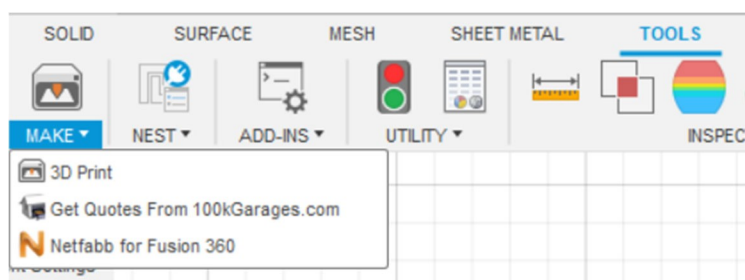 SOLID SURFACE MESH SHEET METAL TOOLS
MAKE NEST ADD-INS UTILITY INSPEC
3D Print
Get Quotes From 100kGarages.com
Netfabb for Fusion 360